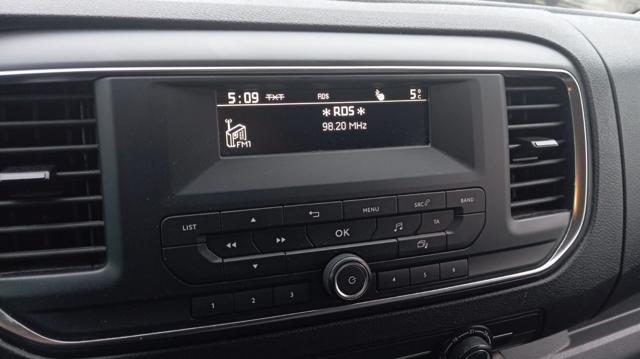 5:09 TXT RDS 5°C
*RDS*
98.20 MHz
FM1
LIST MENU SRC BAND
OK TA
1 2 3 4 5 6